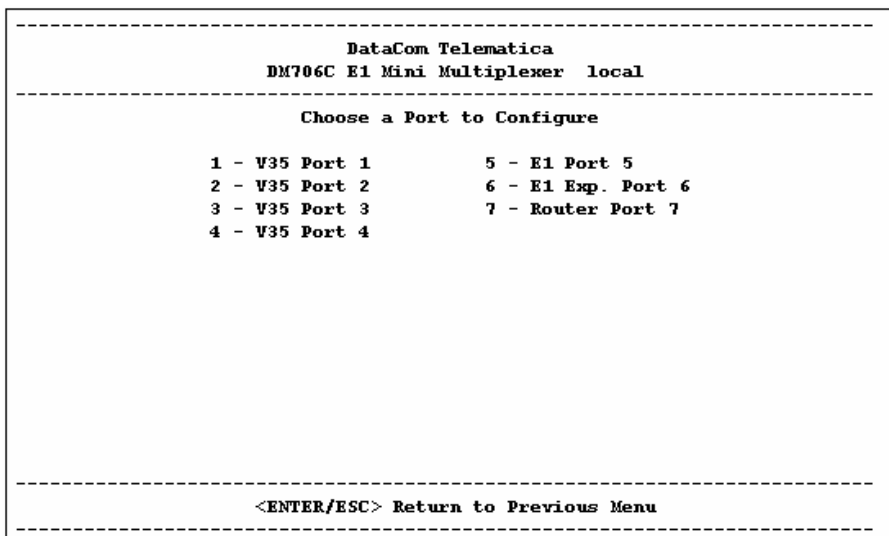 DataCom Telematica
DM706C E1 Mini Multiplexer local
Choose a Port to Configure
1 - V35 Port 1 5 - E1 Port 5
2 - V35 Port 2 6 - E1 Exp. Port 6
3 - V35 Port 3 7 - Router Port 7
4 - V35 Port 4
<ENTER/ESC> Return to Previous Menu